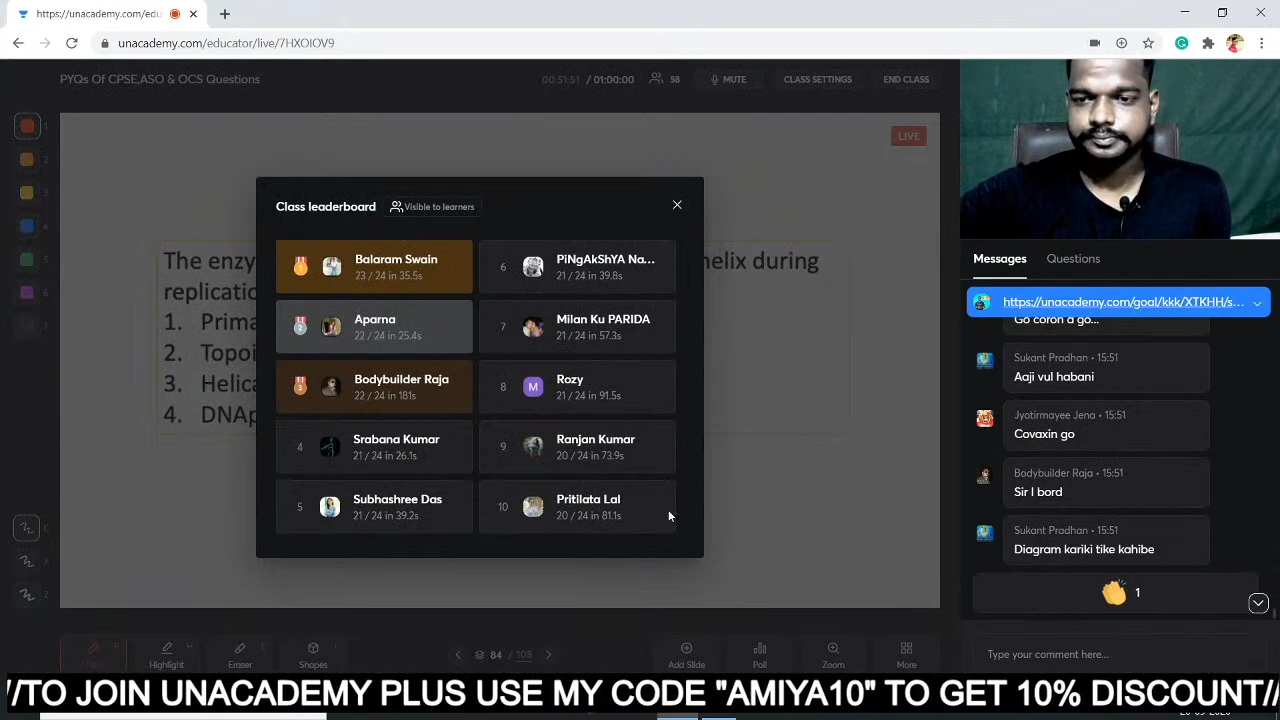 https://unacademy.com/edu
unacademy.com/educator/live/7HXOIOV9
PYQs Of CPSE,ASO & OCS Questions
00:51:51 / 01:00:00
58
MUTE
CLASS SETTINGS
END CLASS
LIVE
Class leaderboard
Visible to learners
Balaram Swain
23 / 24 in 35.5s
Aparna
22 / 24 in 25.4s
Bodybuilder Raja
22 / 24 in 181s
4
Srabana Kumar
21 / 24 in 26.1s
5
Subhashree Das
21 / 24 in 39.2s
6
PiNgAkShYA Na...
21 / 24 in 39.8s
7
Milan Ku PARIDA
21 / 24 in 57.3s
8
M
Rozy
21 / 24 in 91.5s
9
Ranjan Kumar
20 / 24 in 73.9s
10
Pritilata Lal
20 / 24 in 81.1s
The enzy
helix during
replicatio
1. Prima
2. Topoi
3. Helica
4. DNAp
Messages
Questions
https://unacademy.com/goal/kkk/XTKHH/s...
Go coron a go...
Sukant Pradhan • 15:51
Aaji vul habani
Jyotirmayee Jena • 15:51
Covaxin go
Bodybuilder Raja • 15:51
Sir I bord
Sukant Pradhan • 15:51
Diagram kariki tike kahibe
1
Type your comment here...
Highlight
Eraser
Shapes
84 / 108
Add Slide
Poll
Zoom
More
//TO JOIN UNACADEMY PLUS USE MY CODE "AMIYA10" TO GET 10% DISCOUNT//